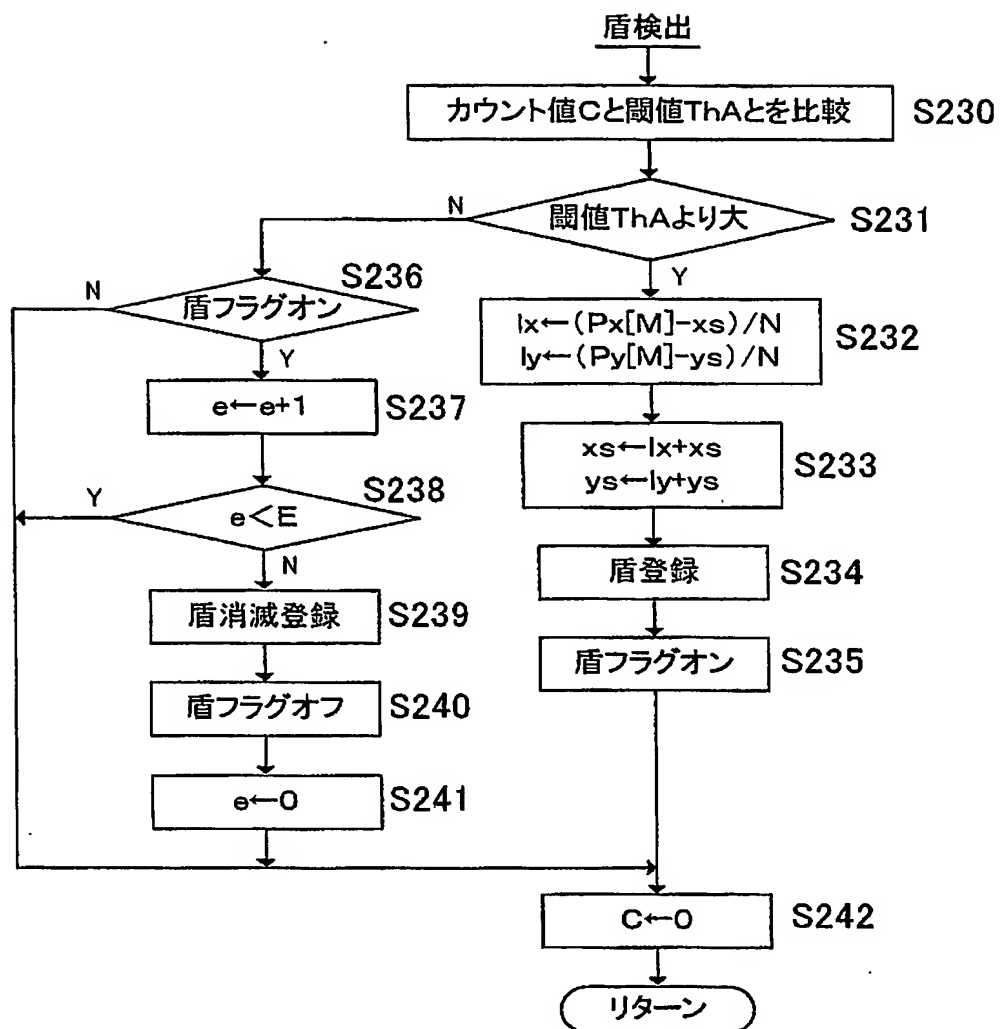 盾検出
カウント値Cと閾値ThAとを比較
S230
閾値ThAより大
S231
N
Y
S236
盾フラグオン
N
Y
lx←(Px[M]-xs)/N
ly←(Py[M]-ys)/N
S232
e←e+1
S237
xs←lx+xs
ys←ly+ys
S233
S238
e<E
Y
N
盾登録
S234
盾消滅登録
S239
盾フラグオン
S235
盾フラグオフ
S240
e←0
S241
C←0
S242
リターン